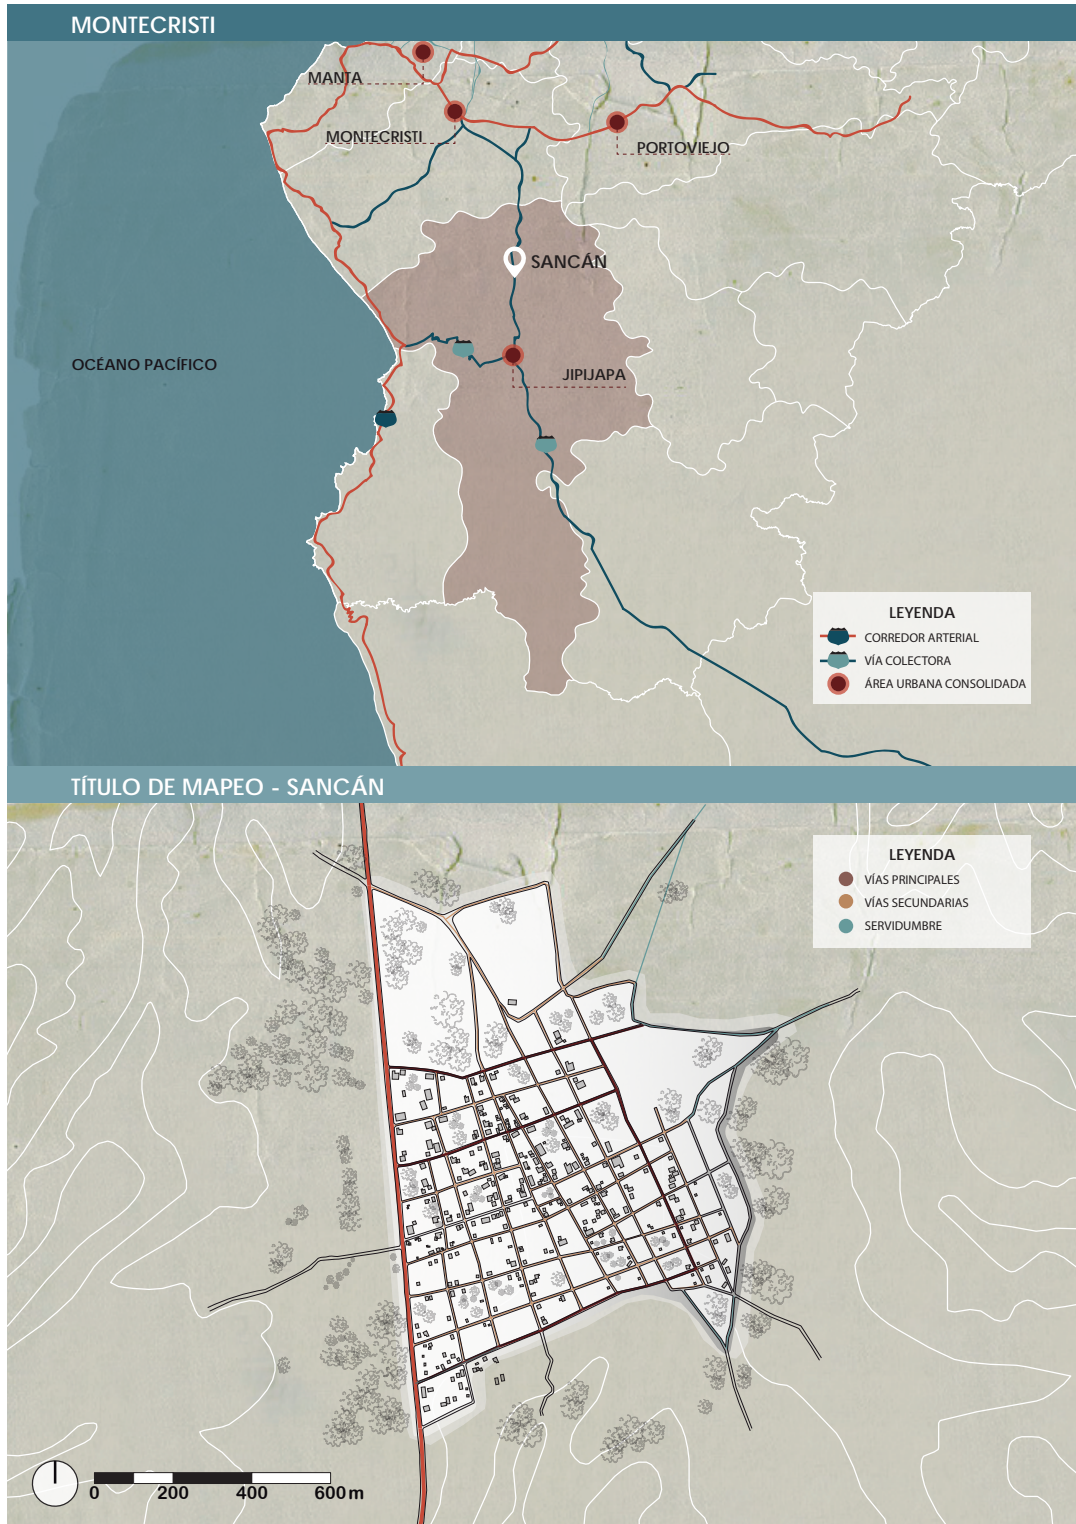 MONTECRISTI
MANTA
MONTECRISTI
PORTOVIEJO
SANCÁN
OCÉANO PACÍFICO
JIPIJAPA
LEYENDA
CORREDOR ARTERIAL
VÍA COLECTORA
ÁREA URBANA CONSOLIDADA
TÍTULO DE MAPEO - SANCÁN
LEYENDA
VÍAS PRINCIPALES
VÍAS SECUNDARIAS
SERVIDUMBRE
0 200 400 600 m